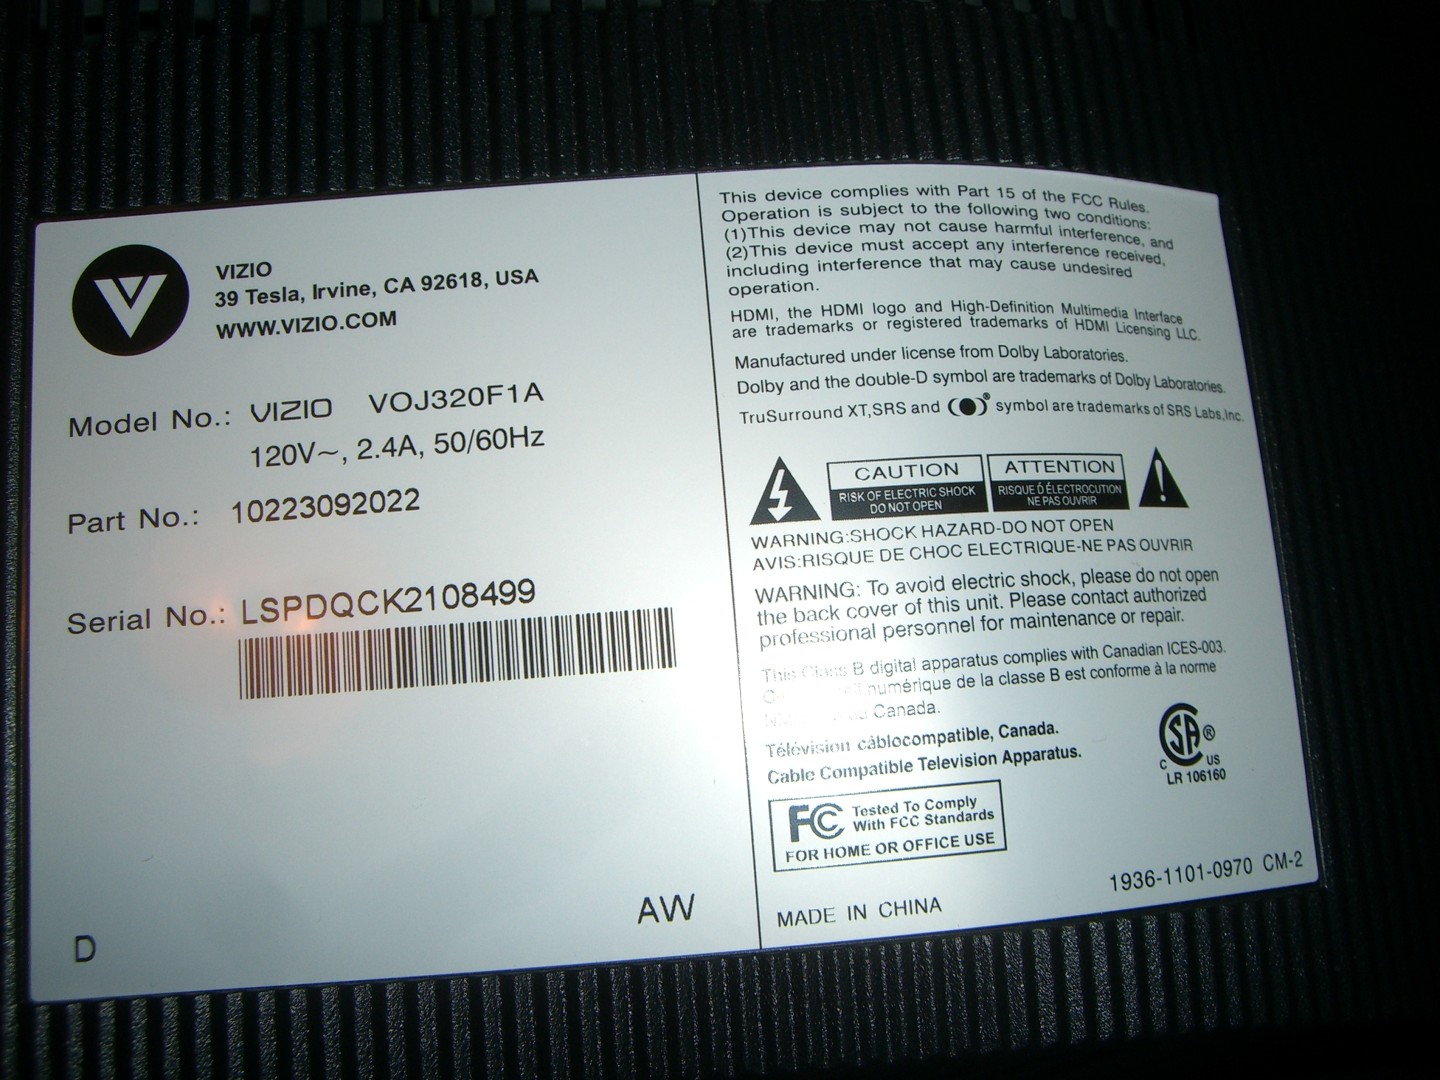 VIZIO
39 Tesla, Irvine, CA 92618, USA
WWW.VIZIO.COM
Model No.: VIZIO VOJ320F1A
120V~, 2.4A, 50/60Hz
Part No.: 10223092022
Serial No.: LSPDQCK2108499
D
AW
This device complies with Part 15 of the FCC Rules.
Operation is subject to the following two conditions:
(1)This device may not cause harmful interference, and
(2)This device must accept any interference received,
including interference that may cause undesired
operation.
HDMI, the HDMI logo and High-Definition Multimedia Interface
are trademarks or registered trademarks of HDMI Licensing LLC.
Manufactured under license from Dolby Laboratories.
Dolby and the double-D symbol are trademarks of Dolby Laboratories.
TruSurround XT,SRS and ® symbol are trademarks of SRS Labs,Inc.
CAUTION
RISK OF ELECTRIC SHOCK
DO NOT OPEN
ATTENTION
RISQUE D'ÉLECTROCUTION
NE PAS OUVRIR
WARNING:SHOCK HAZARD-DO NOT OPEN
AVIS:RISQUE DE CHOC ELECTRIQUE-NE PAS OUVRIR
WARNING: To avoid electric shock, please do not open
the back cover of this unit. Please contact authorized
professional personnel for maintenance or repair.
This Class B digital apparatus complies with Canadian ICES-003.
numérique de la classe B est conforme à la norme
Canada.
Télévision câblocompatible, Canada.
Cable Compatible Television Apparatus.
FC Tested To Comply
With FCC Standards
FOR HOME OR OFFICE USE
SA®
C US
LR 106160
MADE IN CHINA
1936-1101-0970 CM-2